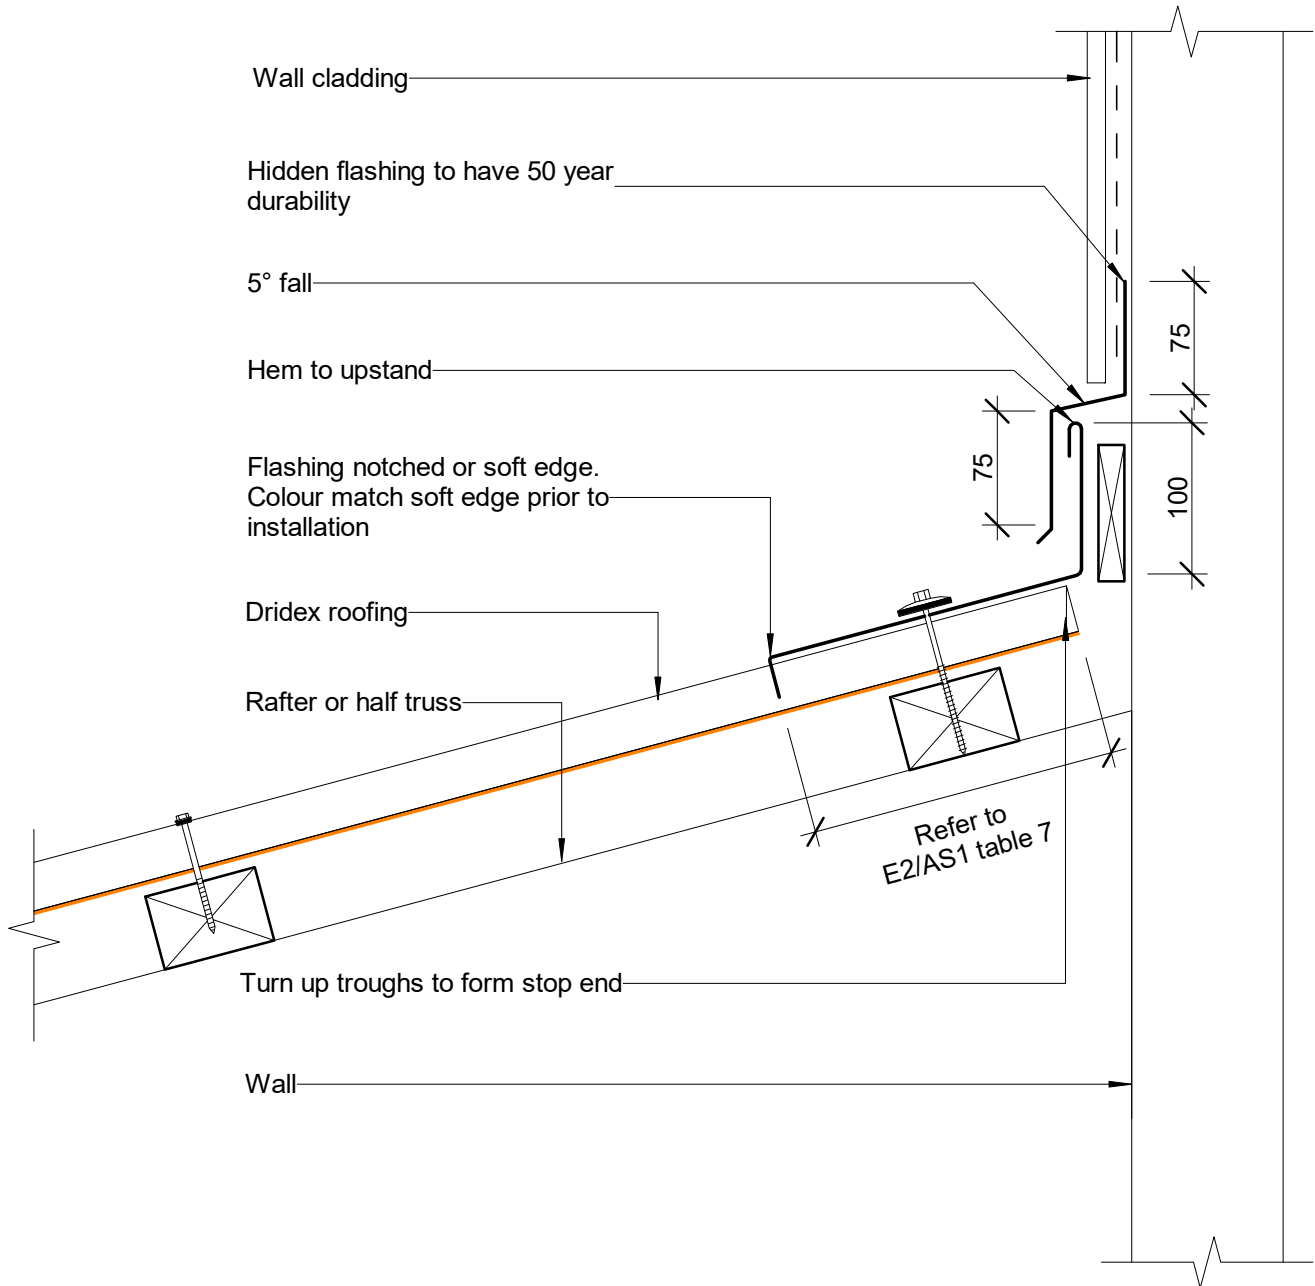 Wall cladding
Hidden flashing to have 50 year
durability
5° fall
75
Hem to upstand
75
Flashing notched or soft edge.
Colour match soft edge prior to
installation
100
Dridex roofing
Rafter or half truss
Refer to
E2/AS1 table 7
Turn up troughs to form stop end
Wall